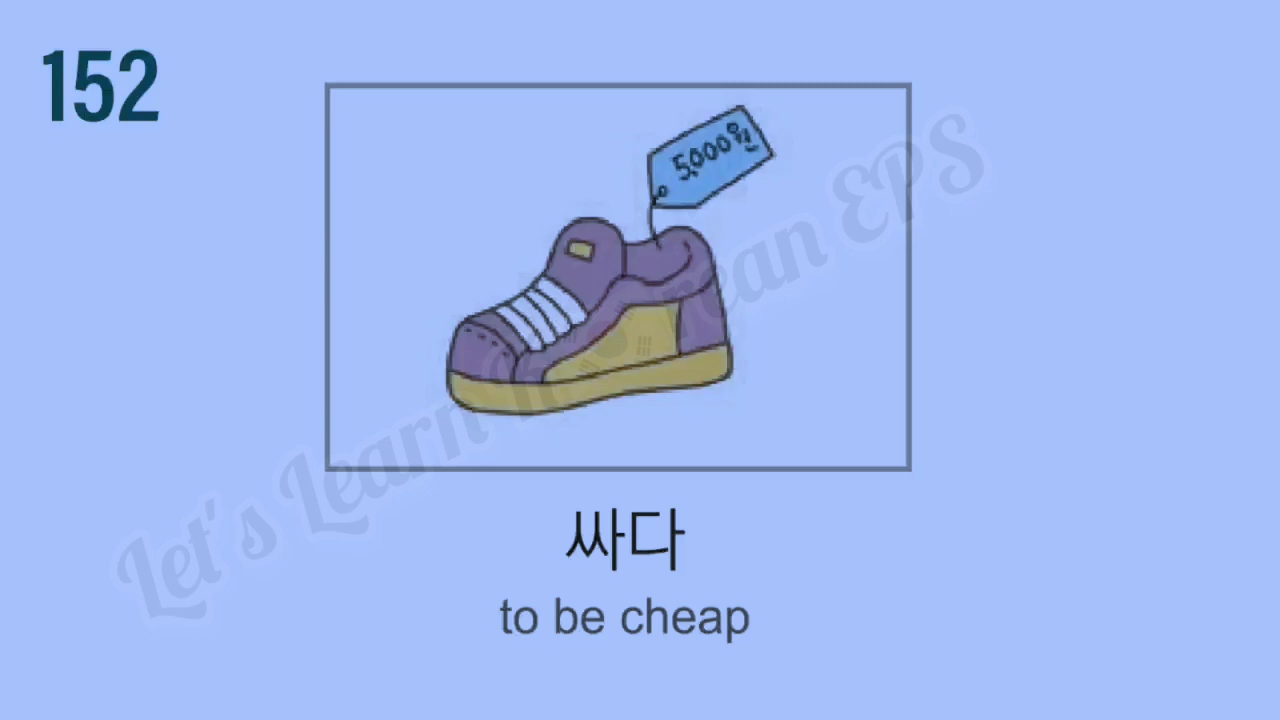 152
5,000원
싸다
to be cheap
Let's Learn Korean EPS